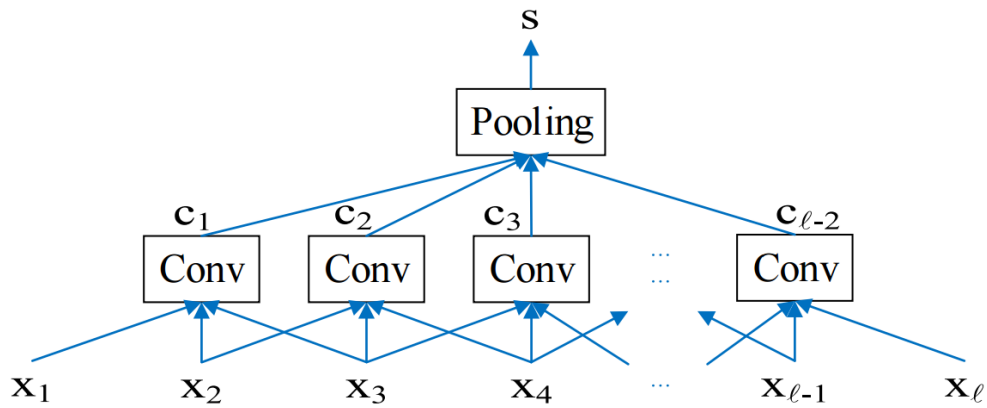 s
Pooling
c₁ c₂ c₃ cℓ₋₂
Conv Conv Conv ... ... Conv
x₁ x₂ x₃ x₄ ... xℓ₋₁ xℓ